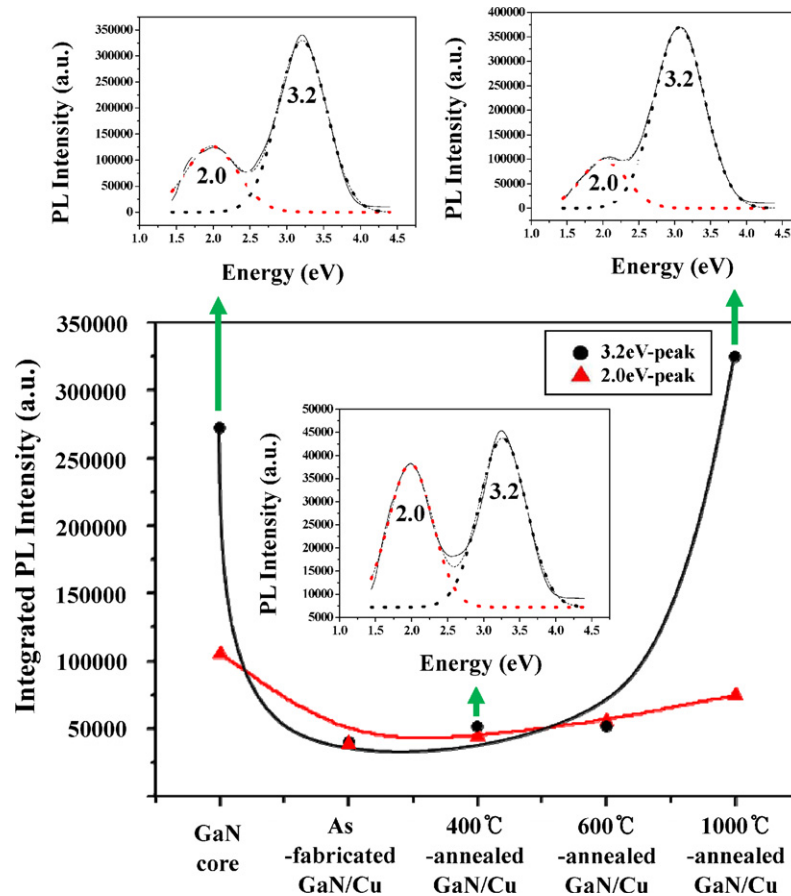 PL Intensity (a.u.)
350000
300000
250000
200000
150000
100000
50000
0
2.0
3.2
1.0 1.5 2.0 2.5 3.0 3.5 4.0 4.5
Energy (eV)
PL Intensity (a.u.)
400000
350000
300000
250000
200000
150000
100000
50000
0
2.0
3.2
1.0 1.5 2.0 2.5 3.0 3.5 4.0 4.5
Energy (eV)
Integrated PL Intensity (a.u.)
350000
300000
250000
200000
150000
100000
50000
3.2eV-peak
2.0eV-peak
PL Intensity (a.u.)
50000
45000
40000
35000
30000
25000
20000
15000
10000
5000
2.0
3.2
1.0 1.5 2.0 2.5 3.0 3.5 4.0 4.5
Energy (eV)
GaN
core
As
-fabricated
GaN/Cu
400℃
-annealed
GaN/Cu
600℃
-annealed
GaN/Cu
1000℃
-annealed
GaN/Cu